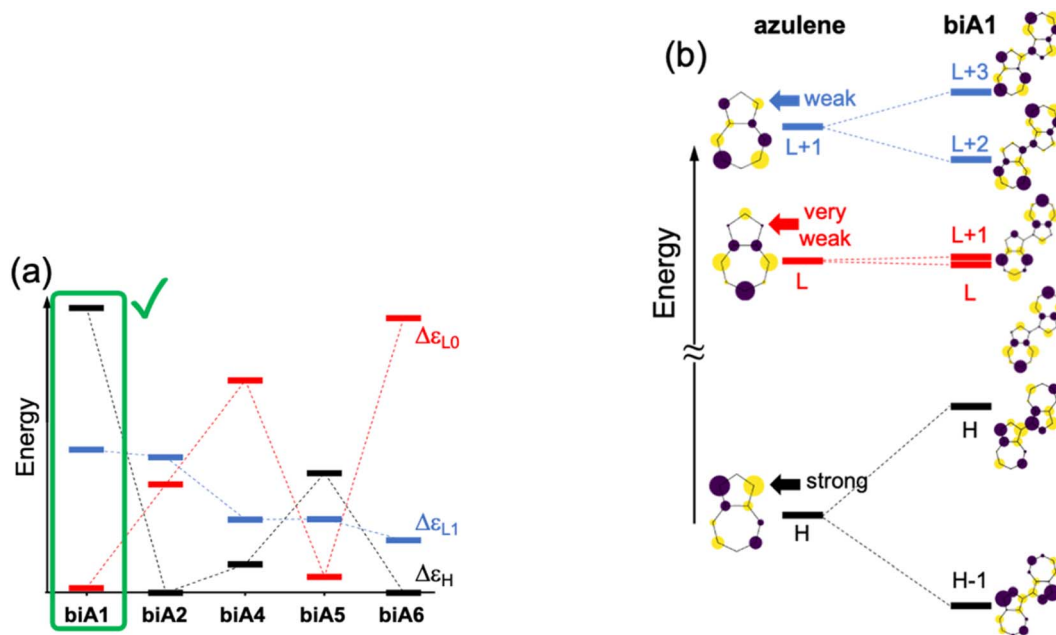 (a)
Energy
ΔεL0
ΔεL1
ΔεH
biA1 biA2 biA4 biA5 biA6
(b)
azulene biA1
Energy
weak
L+1
L+3
L+2
very
weak
L
L+1
L
strong
H
H
H-1